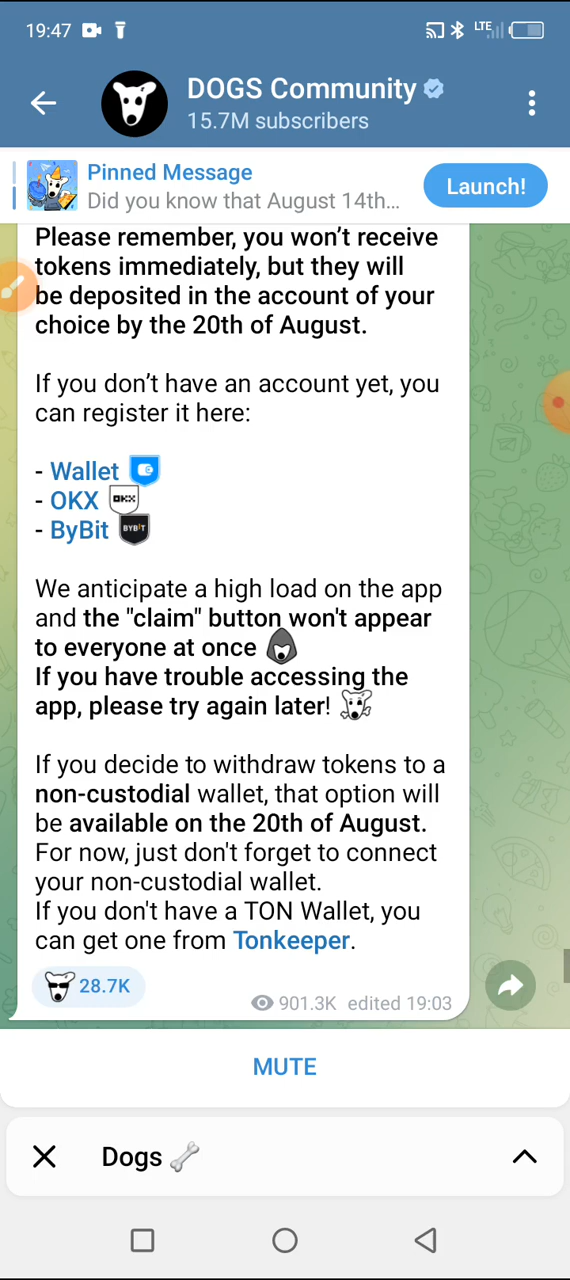 19:47
LTE
DOGS Community
15.7M subscribers
Pinned Message
Did you know that August 14th...
Launch!
Please remember, you won’t receive
tokens immediately, but they will
be deposited in the account of your
choice by the 20th of August.
If you don’t have an account yet, you
can register it here:
- Wallet
- OKX OKX
- ByBit BYBIT
We anticipate a high load on the app
and the "claim" button won't appear
to everyone at once
If you have trouble accessing the
app, please try again later!
If you decide to withdraw tokens to a
non-custodial wallet, that option will
be available on the 20th of August.
For now, just don't forget to connect
your non-custodial wallet.
If you don't have a TON Wallet, you
can get one from Tonkeeper.
28.7K
901.3K edited 19:03
MUTE
Dogs